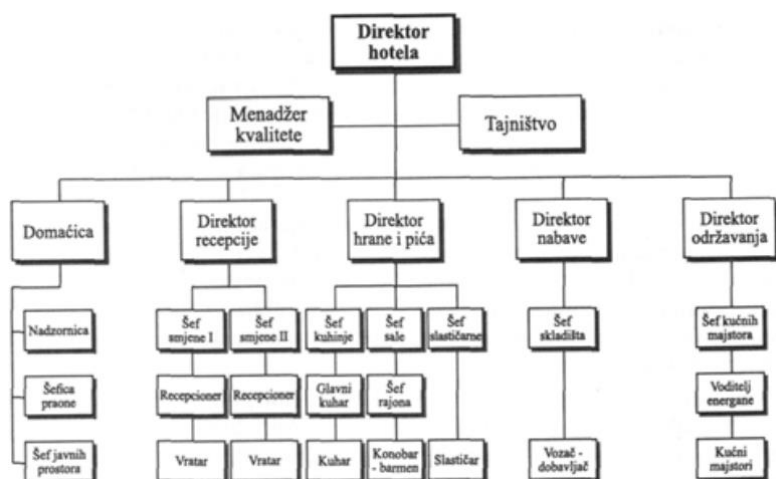 Direktor
hotela
Menadžer
kvalitete
Tajništvo
Domaćica
Direktor
recepcije
Direktor
hrane i pića
Direktor
nabave
Direktor
održavanja
Nadzornica
Šef
smjene I
Šef
smjene II
Šef
kuhinje
Šef
sale
Šef
slastičarne
Šef
skladišta
Šef kućnih
majstora
Šefica
praone
Recepcioner
Recepcioner
Glavni
kuhar
Šef
rajona
Voditelj
energane
Šef javnih
prostora
Vratar
Vratar
Kuhar
Konobar
- barmen
Slastičar
Vozač -
dobavljač
Kućni
majstori